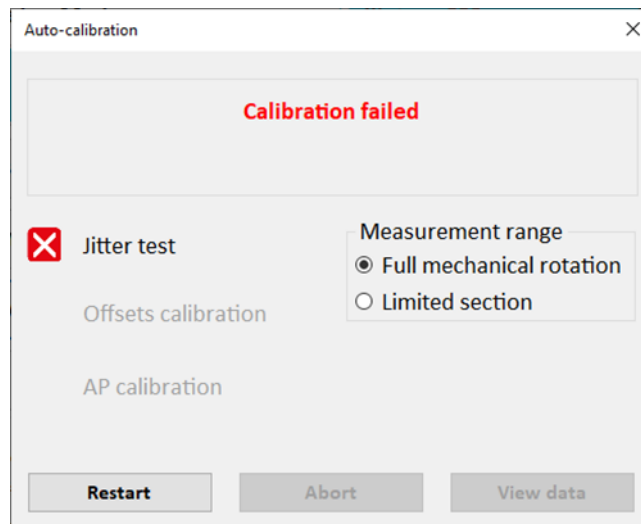 Auto-calibration
Calibration failed
Jitter test
Measurement range
Full mechanical rotation
Limited section
Offsets calibration
AP calibration
Restart
Abort
View data